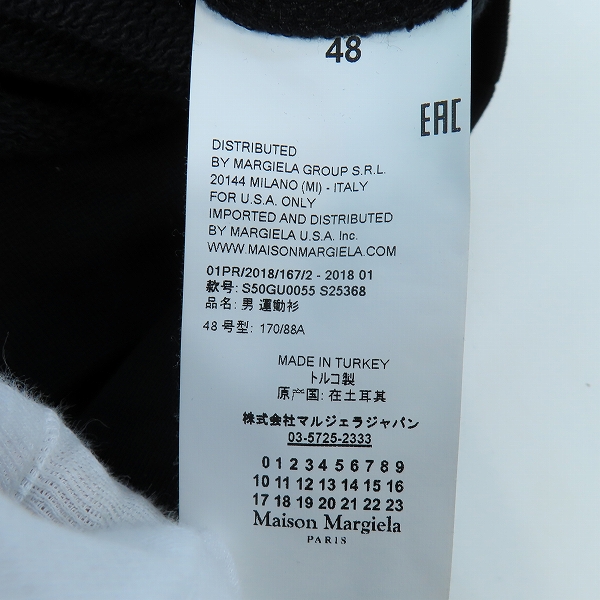 48
EAC
DISTRIBUTED
BY MARGIELA GROUP S.R.L.
20144 MILANO (MI) - ITALY
FOR U.S.A. ONLY
IMPORTED AND DISTRIBUTED
BY MARGIELA U.S.A. Inc.
WWW.MAISONMARGIELA.COM
01PR/2018/167/2 - 2018 01
款号: S50GU0055 S25368
品名: 男 運動衫
48 号型: 170/88A
MADE IN TURKEY
トルコ製
原产国: 在土耳其
株式会社マルジェラジャパン
03-5725-2333
0 1 2 3 4 5 6 7 8 9
10 11 12 13 14 15 16
17 18 19 20 21 22 23
Maison Margiela
PARIS